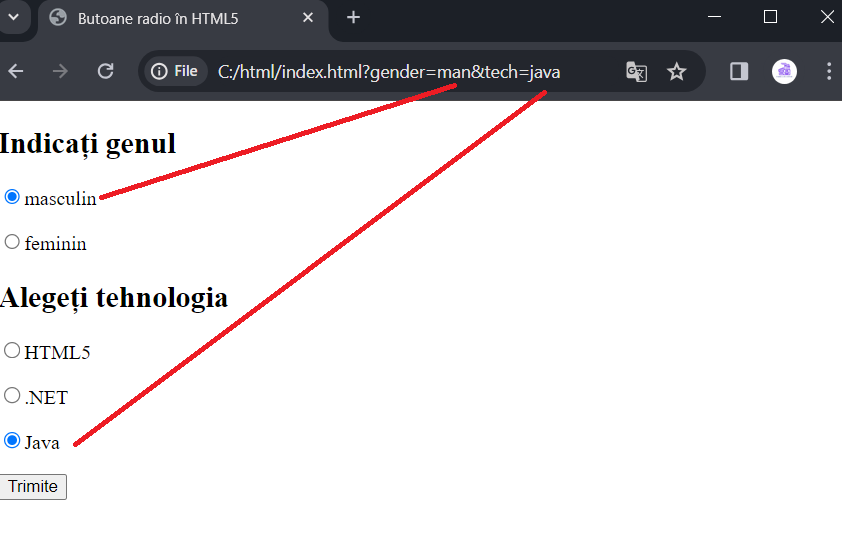 Butoane radio în HTML5
File C:/html/index.html?gender=man&tech=java
Indicați genul
masculin
feminin
Alegeți tehnologia
HTML5
.NET
Java
Trimite